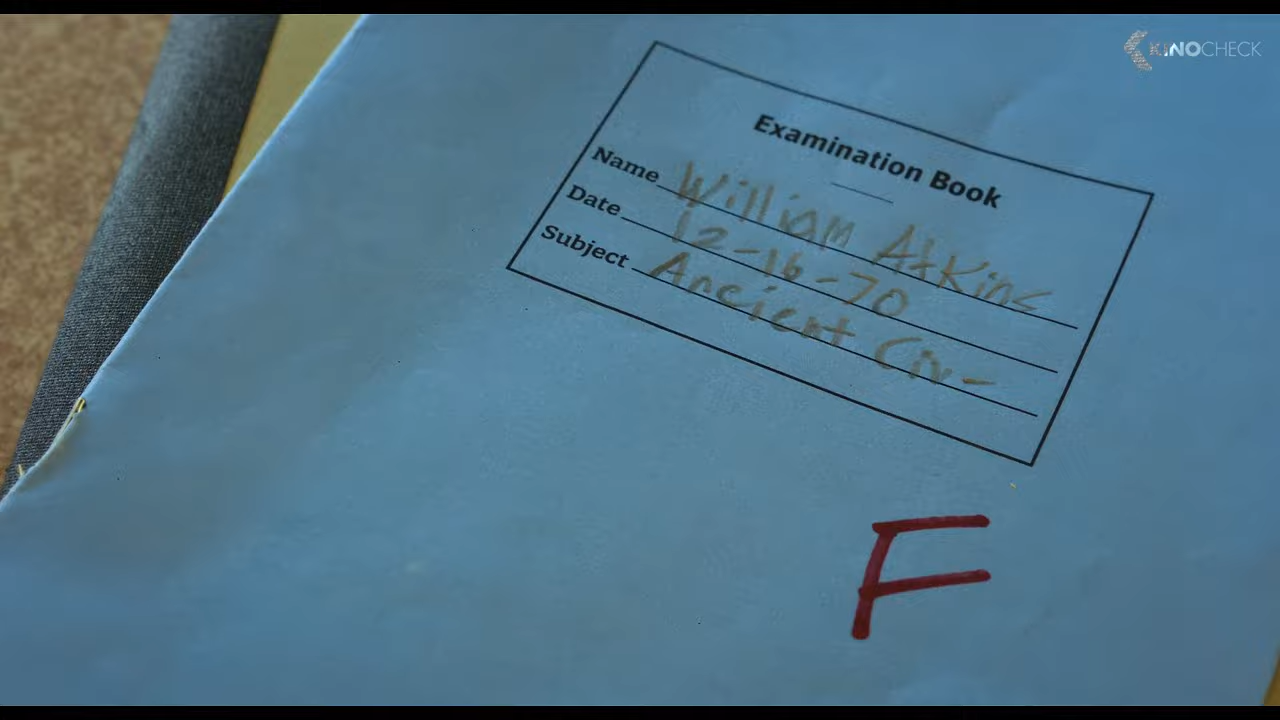 KINOCHECK
Examination Book
Name William Atkins
Date 12-16-70
Subject Ancient Civ-
F